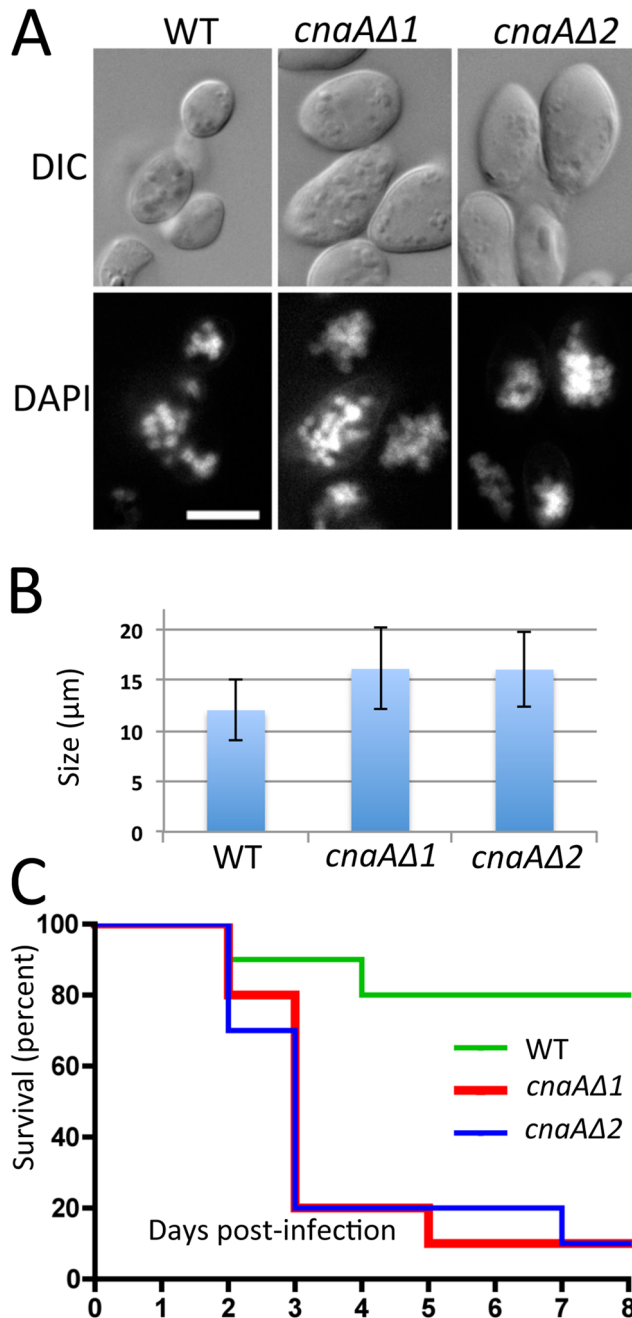 A
WT cnaAΔ1 cnaAΔ2
DIC
DAPI
B
Size (μm)
20
15
10
5
0
WT cnaAΔ1 cnaAΔ2
C
Survival (percent)
100
80
60
40
20
0
WT
cnaAΔ1
cnaAΔ2
Days post-infection
0 1 2 3 4 5 6 7 8